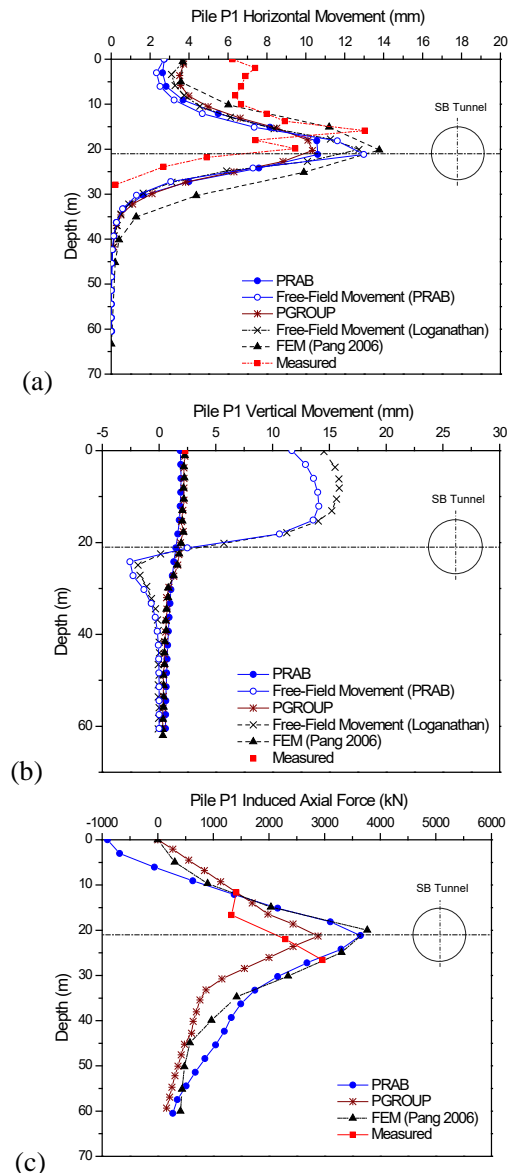 Pile P1 Horizontal Movement (mm)
0 2 4 6 8 10 12 14 16 18 20
0
10
20
30
40
50
60
70
Depth (m)
SB Tunnel
PRAB
Free-Field Movement (PRAB)
PGROUP
Free-Field Movement (Loganathan)
FEM (Pang 2006)
Measured
(a)
Pile P1 Vertical Movement (mm)
-5 0 5 10 15 20 25 30
0
20
40
60
Depth (m)
SB Tunnel
PRAB
Free-Field Movement (PRAB)
PGROUP
Free-Field Movement (Loganathan)
FEM (Pang 2006)
Measured
(b)
Pile P1 Induced Axial Force (kN)
-1000 0 1000 2000 3000 4000 5000 6000
0
10
20
30
40
50
60
70
Depth (m)
SB Tunnel
PRAB
PGROUP
FEM (Pang 2006)
Measured
(c)